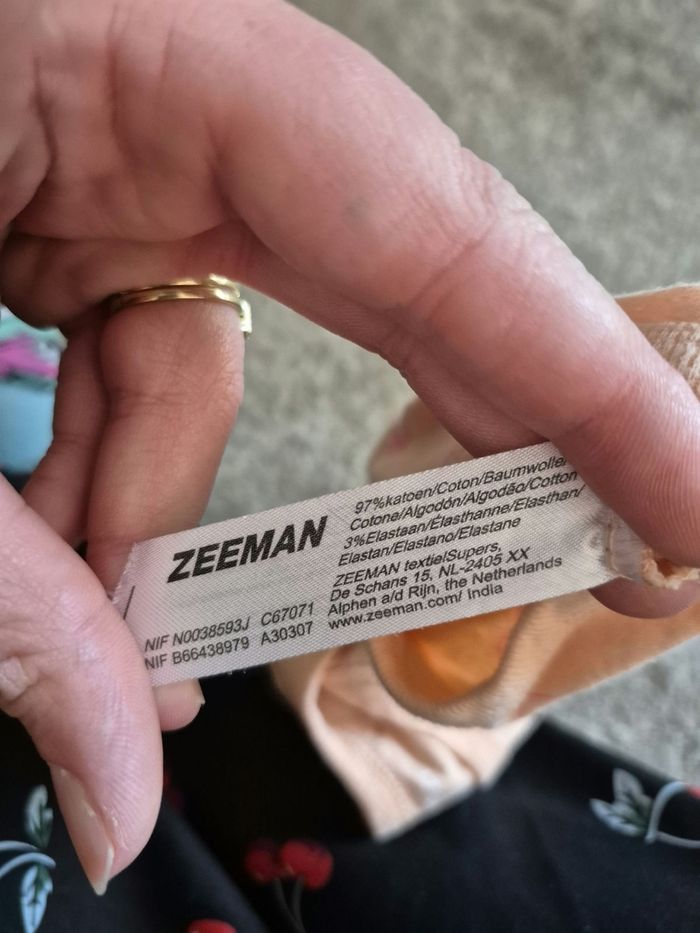 ZEEMAN
NIF N0038593J C67071
NIF B66438979 A30307
97%katoen/Coton/Baumwolle/
Cotone/Algodón/Algodão/Cotton
3%Elastaan/Élasthanne/Elasthan/
Elastan/Elastano/Elastane
ZEEMAN textielSupers,
De Schans 15, NL-2405 XX
Alphen a/d Rijn, the Netherlands
www.zeeman.com/ India